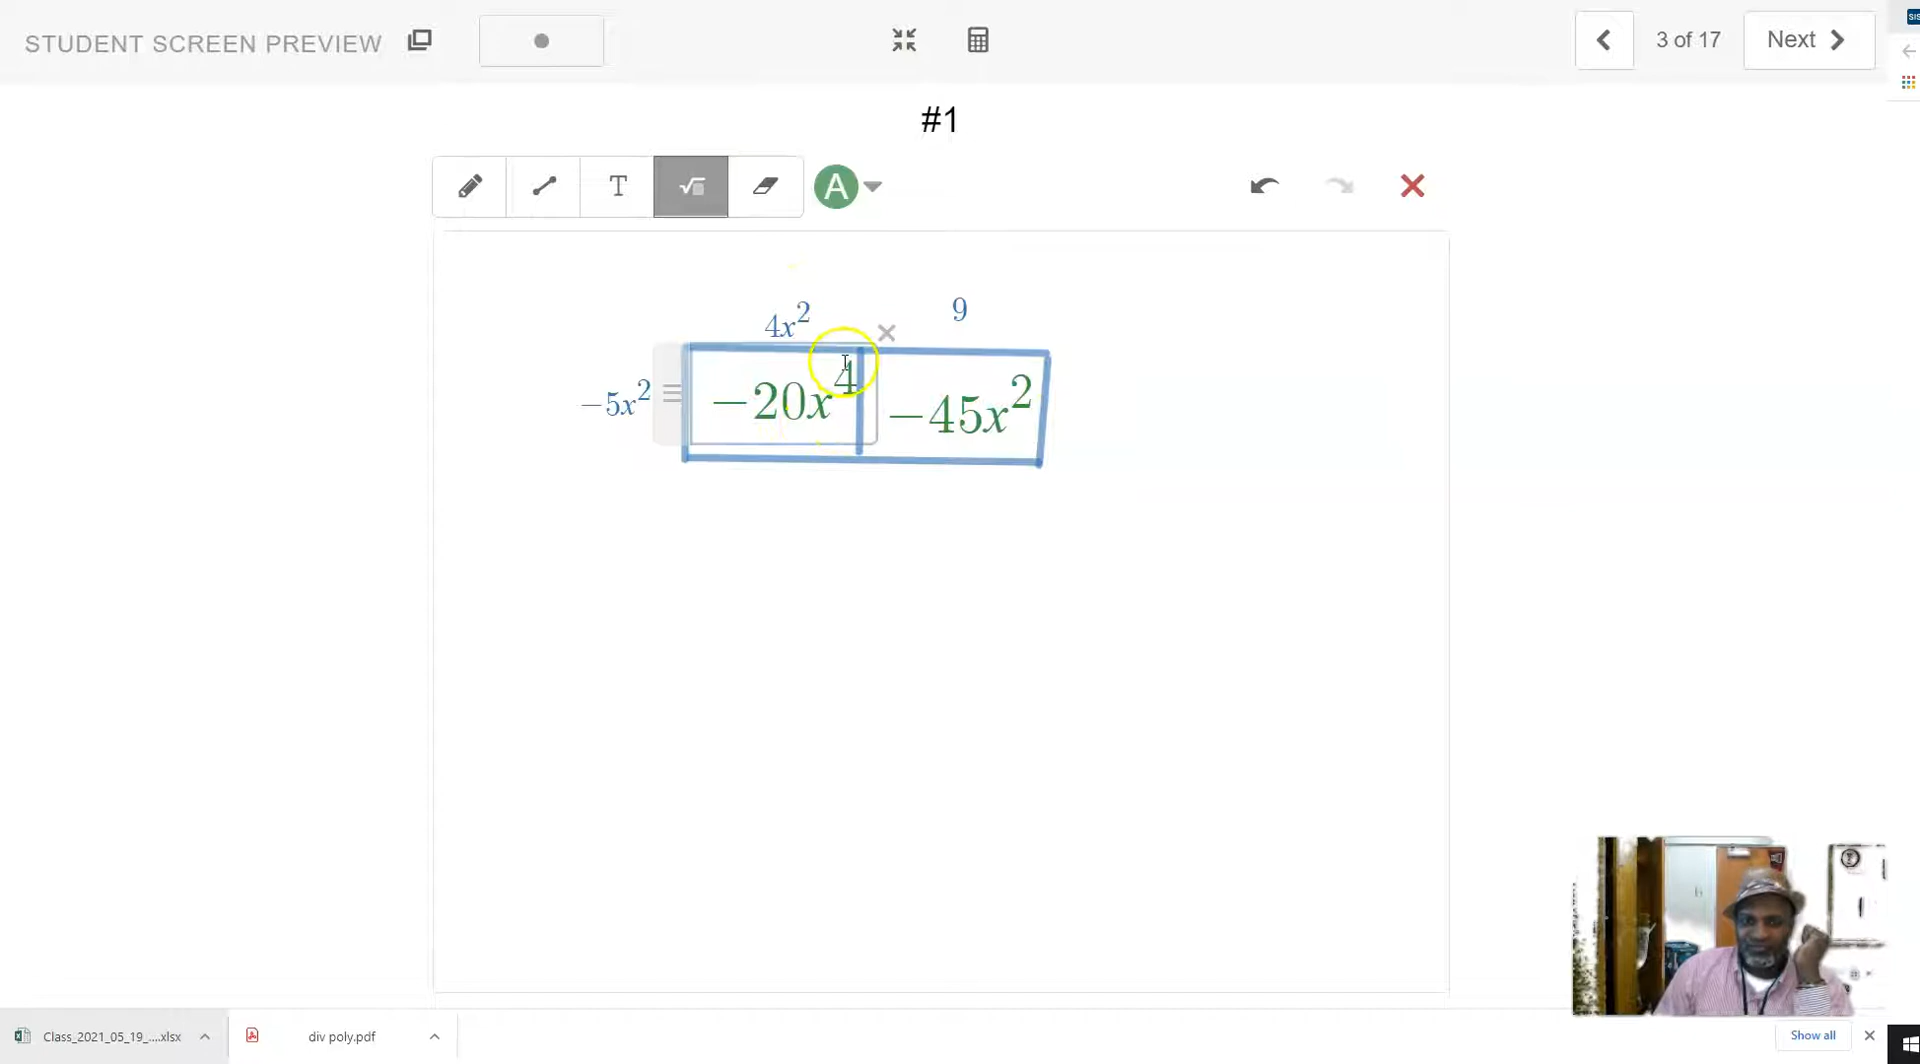 STUDENT SCREEN PREVIEW
3 of 17
Next
#1
T
√
A
4x²
9
−5x²
−20x⁴
−45x²
Class_2021_05_19_....xlsx
div poly.pdf
Show all